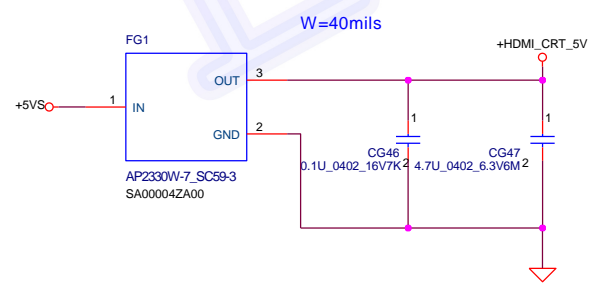 W=40mils
FG1
+HDMI_CRT_5V
OUT
3
+5VS
1
IN
GND
2
1
1
CG46
CG47
0.1U_0402_16V7K
2
4.7U_0402_6.3V6M
2
AP2330W-7_SC59-3
SA00004ZA00